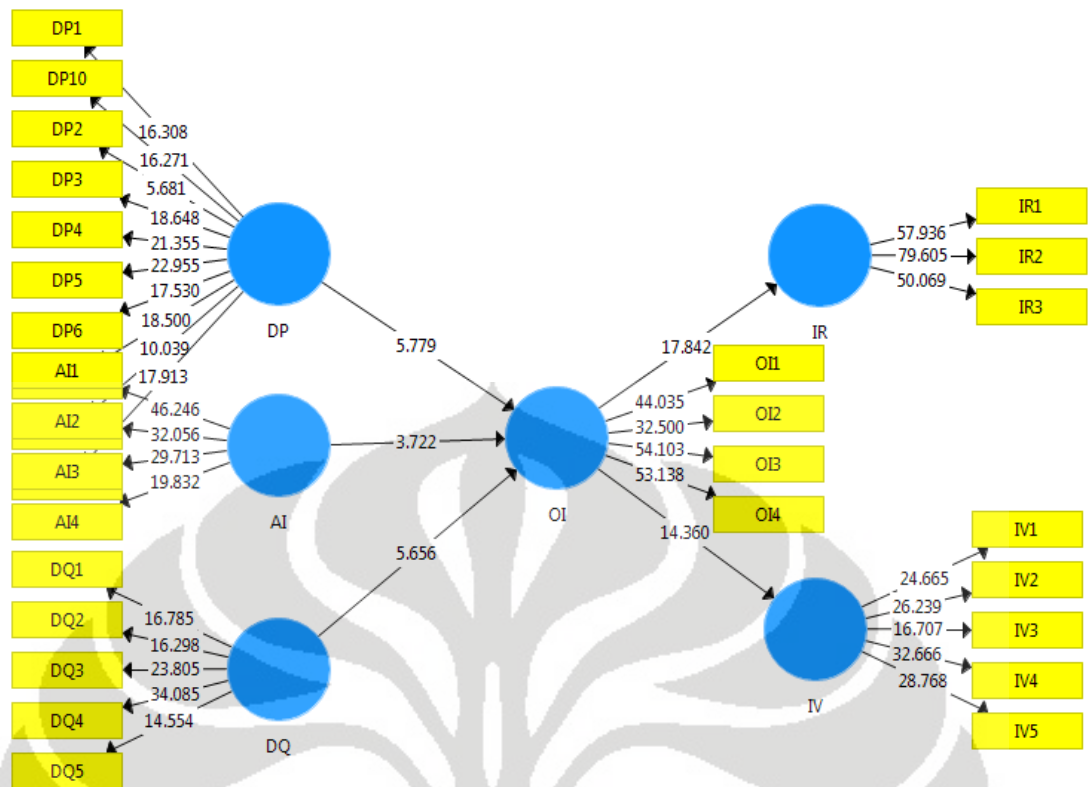 DP1
DP10
DP2
DP3
DP4
DP5
DP6
AI1
AI2
AI3
AI4
DQ1
DQ2
DQ3
DQ4
DQ5
16.308
16.271
5.681
18.648
21.355
22.955
17.530
18.500
10.039
17.913
46.246
32.056
29.713
19.832
16.785
16.298
23.805
34.085
14.554
DP
AI
DQ
5.779
3.722
5.656
OI
17.842
14.360
44.035
32.500
54.103
53.138
OI1
OI2
OI3
OI4
IR
57.936
79.605
50.069
IR1
IR2
IR3
IV
24.665
26.239
16.707
32.666
28.768
IV1
IV2
IV3
IV4
IV5